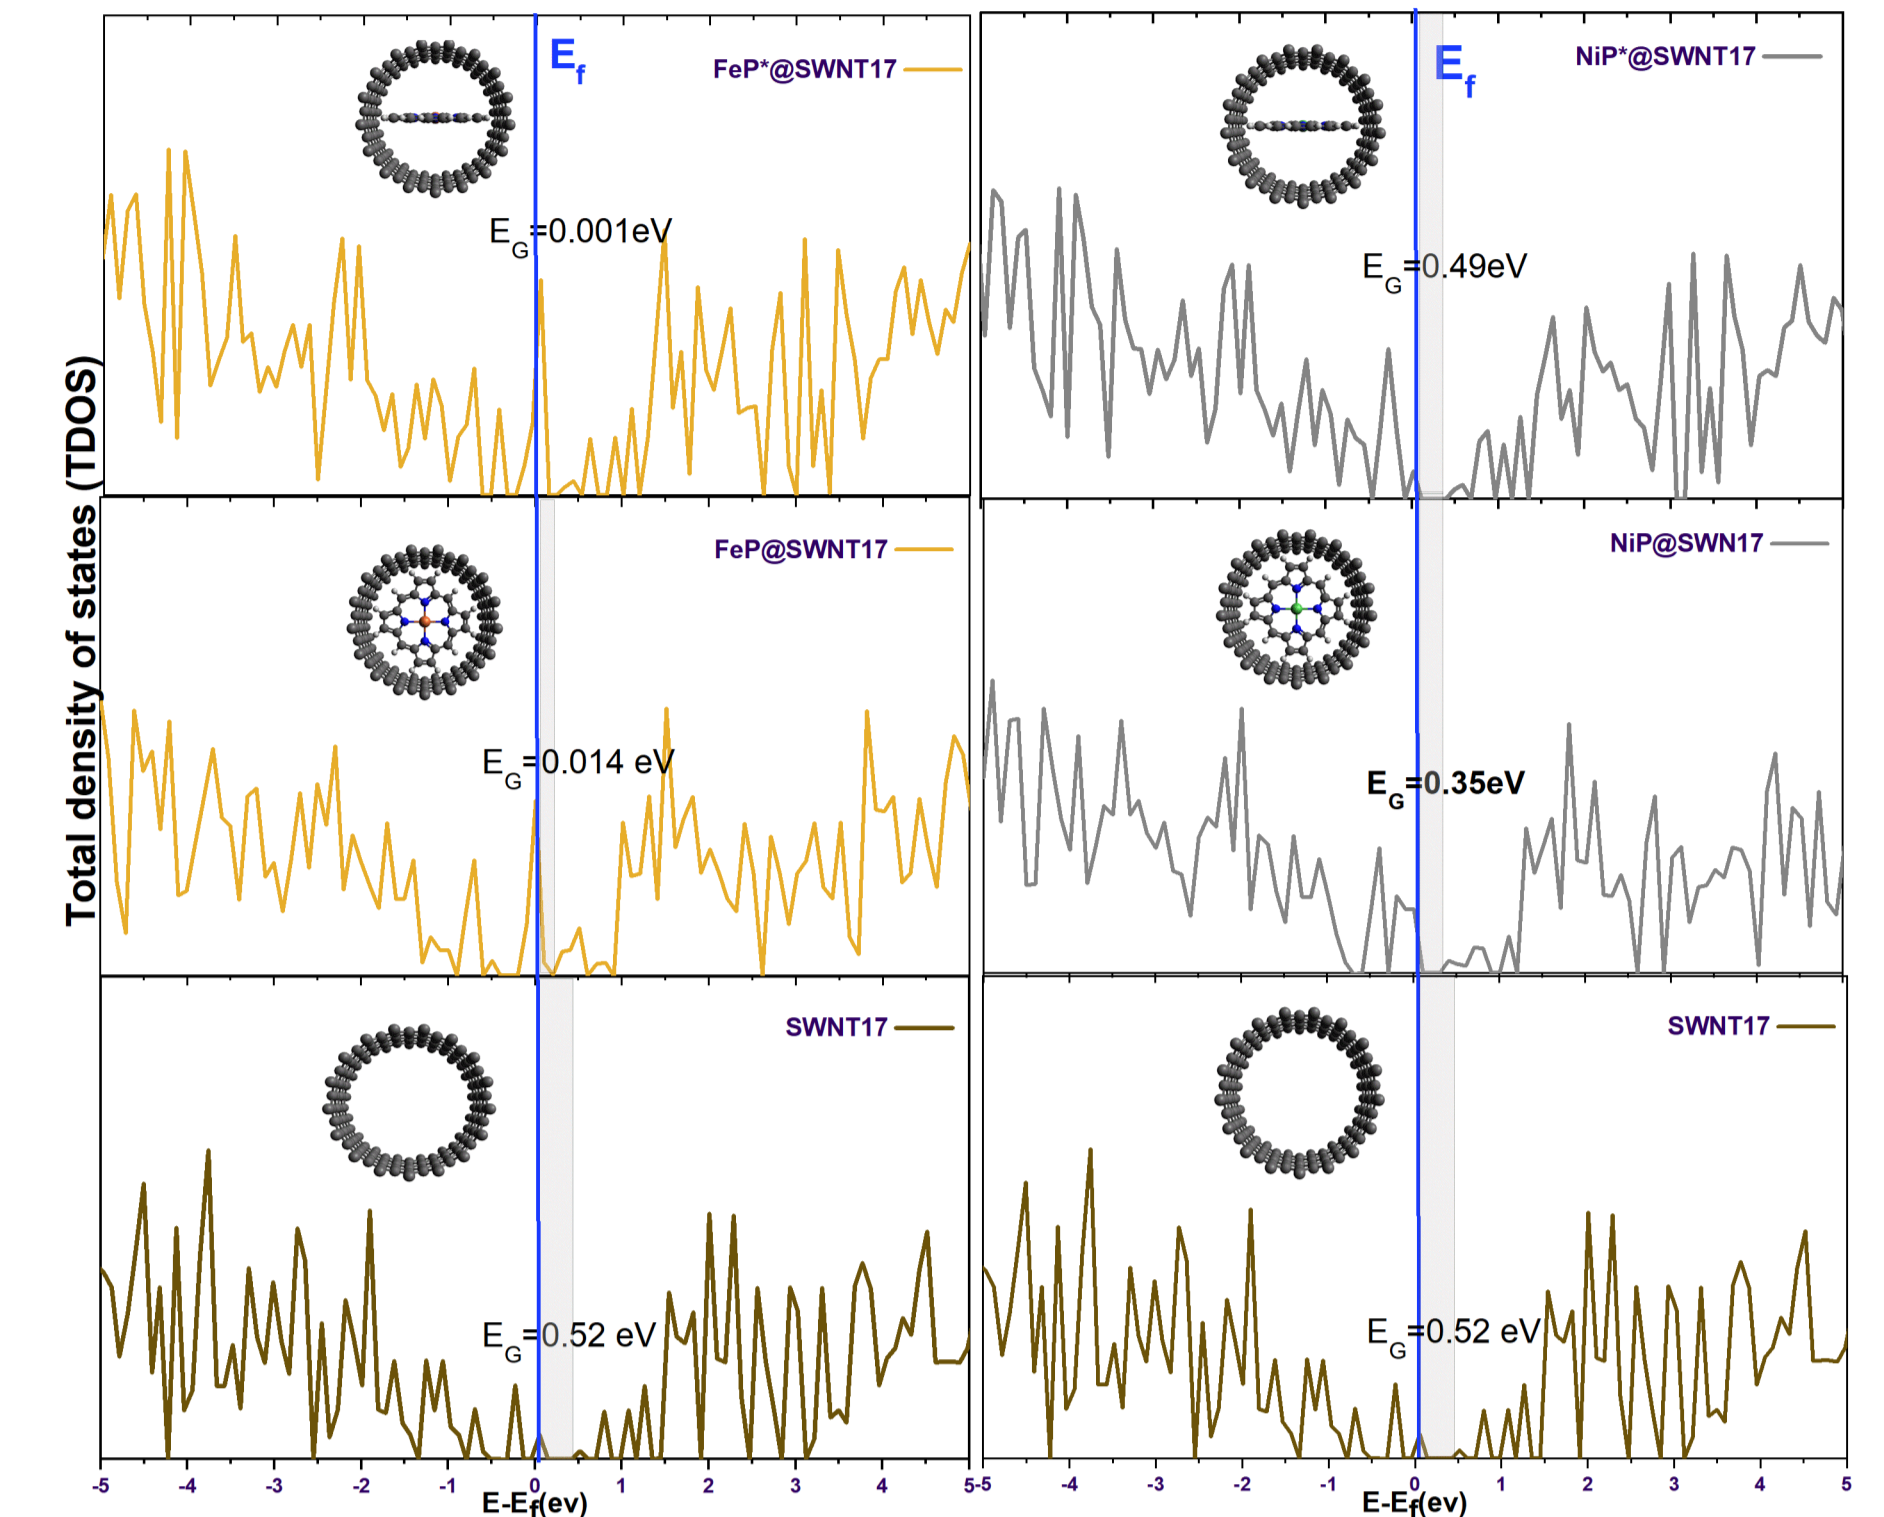 Total density of states (TDOS)
Ef
FeP*@SWNT17
EG=0.001eV
Ef
NiP*@SWNT17
EG=0.49eV
FeP@SWNT17
EG=0.014 eV
NiP@SWN17
EG=0.35eV
SWNT17
EG=0.52 eV
SWNT17
EG=0.52 eV
-5 -4 -3 -2 -1 0 1 2 3 4 5
E-Ef(ev)
-5 -4 -3 -2 -1 0 1 2 3 4 5
E-Ef(ev)